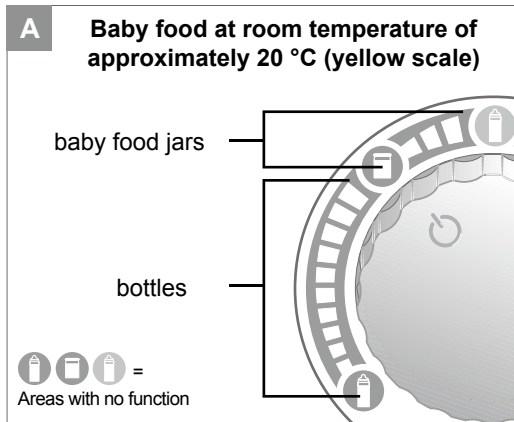 A
Baby food at room temperature of
approximately 20 °C (yellow scale)
baby food jars
bottles
=
Areas with no function